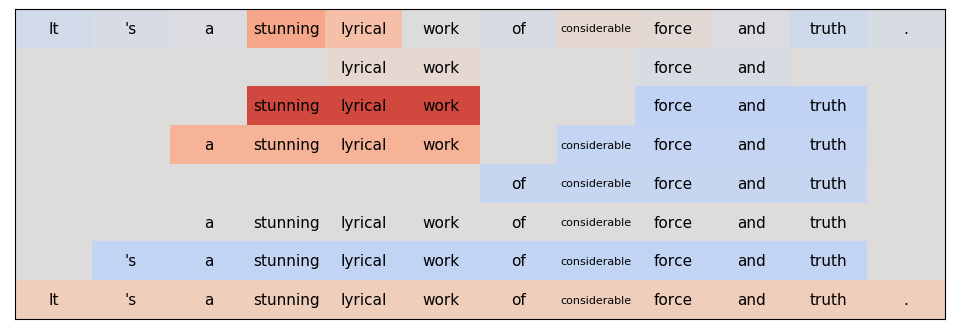 It 's a stunning lyrical work of considerable force and truth .
lyrical work force and
stunning lyrical work force and truth
a stunning lyrical work considerable force and truth
of considerable force and truth
a stunning lyrical work of considerable force and truth
's a stunning lyrical work of considerable force and truth
It 's a stunning lyrical work of considerable force and truth .